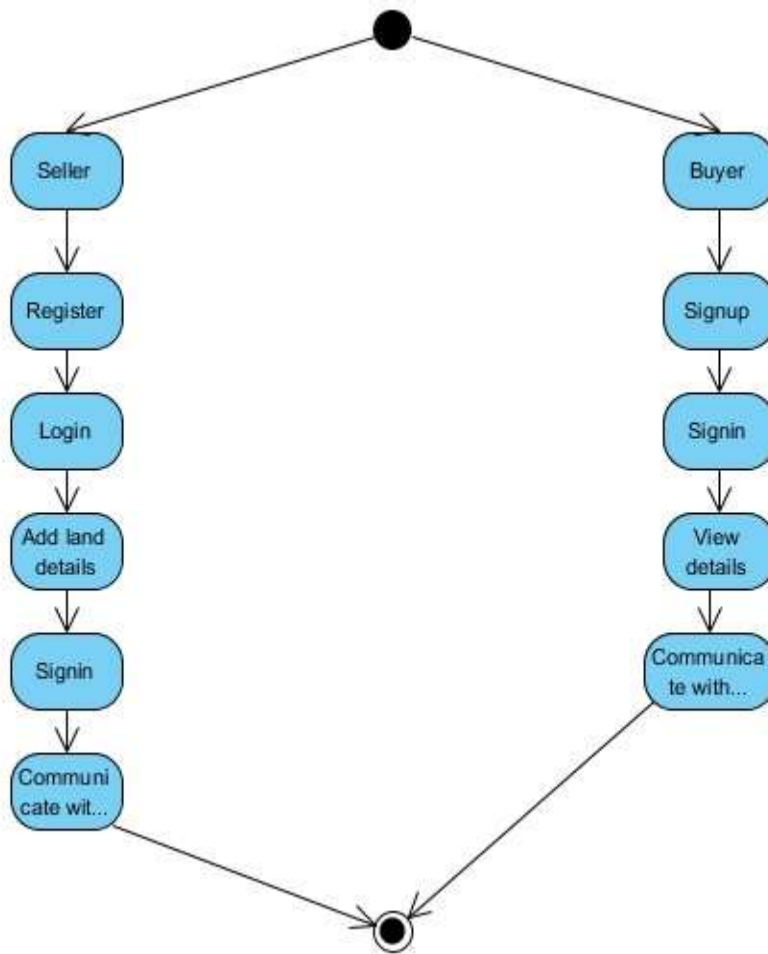 Seller
Register
Login
Add land
details
Signin
Communi
cate wit...
Buyer
Signup
Signin
View
details
Communica
te with...